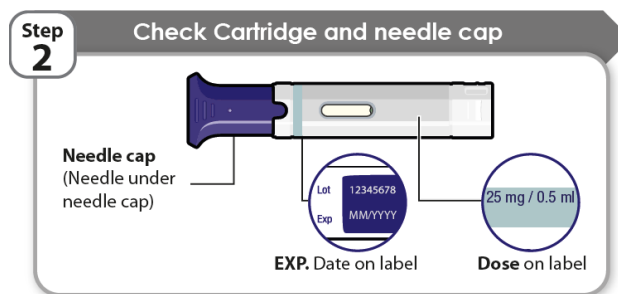 Step
2
Check Cartridge and needle cap
Needle cap
(Needle under
needle cap)
Lot 12345678
Exp MM/YYYY
25 mg / 0.5 ml
EXP. Date on label
Dose on label